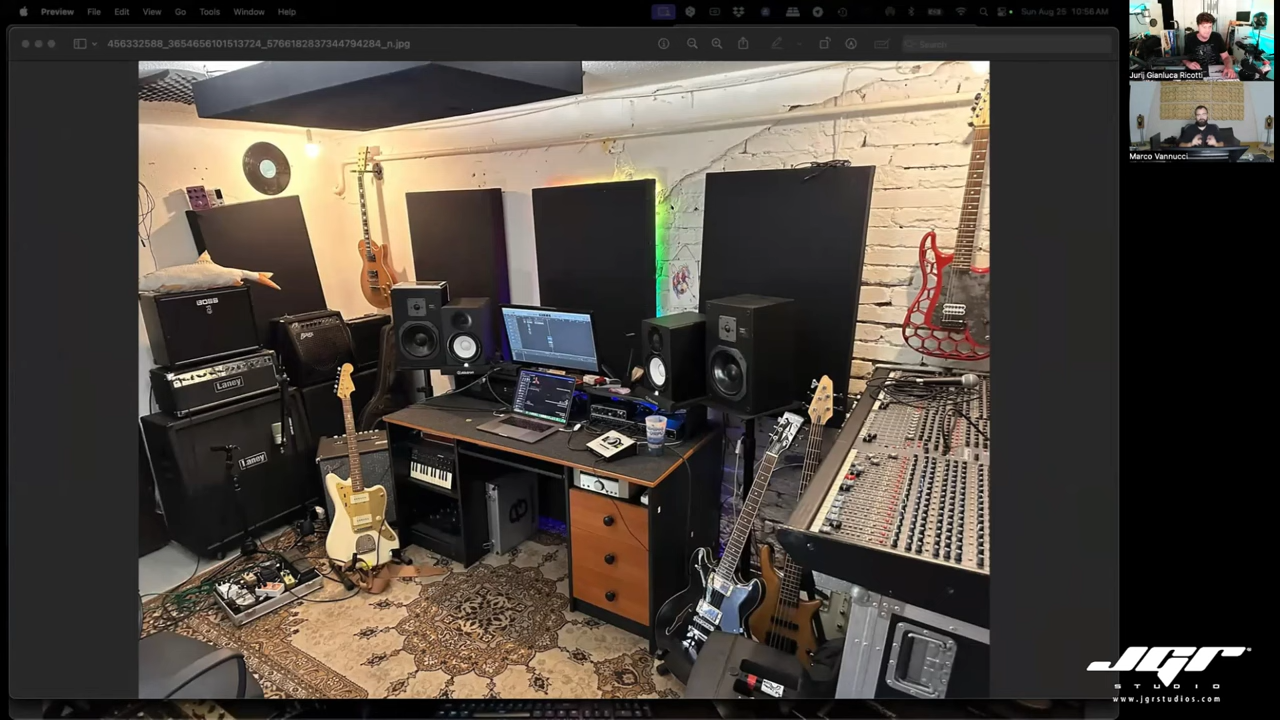 Preview File Edit View Go Tools Window Help
Sun Aug 25 10:56 AM
456332588_3654656101513724_5766182837344794284_n.jpg
Search
Jurij Gianluca Ricotti
Marco Vannucci
BOSS
Laney
Laney
JGR
STUDIO
www.jgrstudios.com